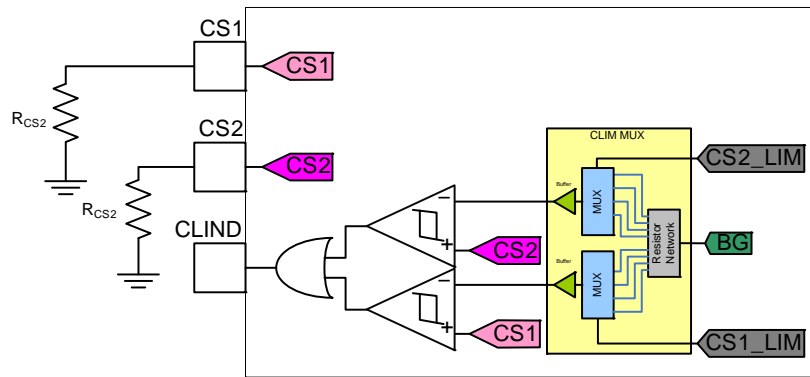 CS1
CS1
RCS2
CS2
CS2
RCS2
CLIND
CLIM MUX
CS2_LIM
Buffer
MUX
Resistor
Network
BG
CS2
Buffer
MUX
CS1
CS1_LIM
−
+
−
+